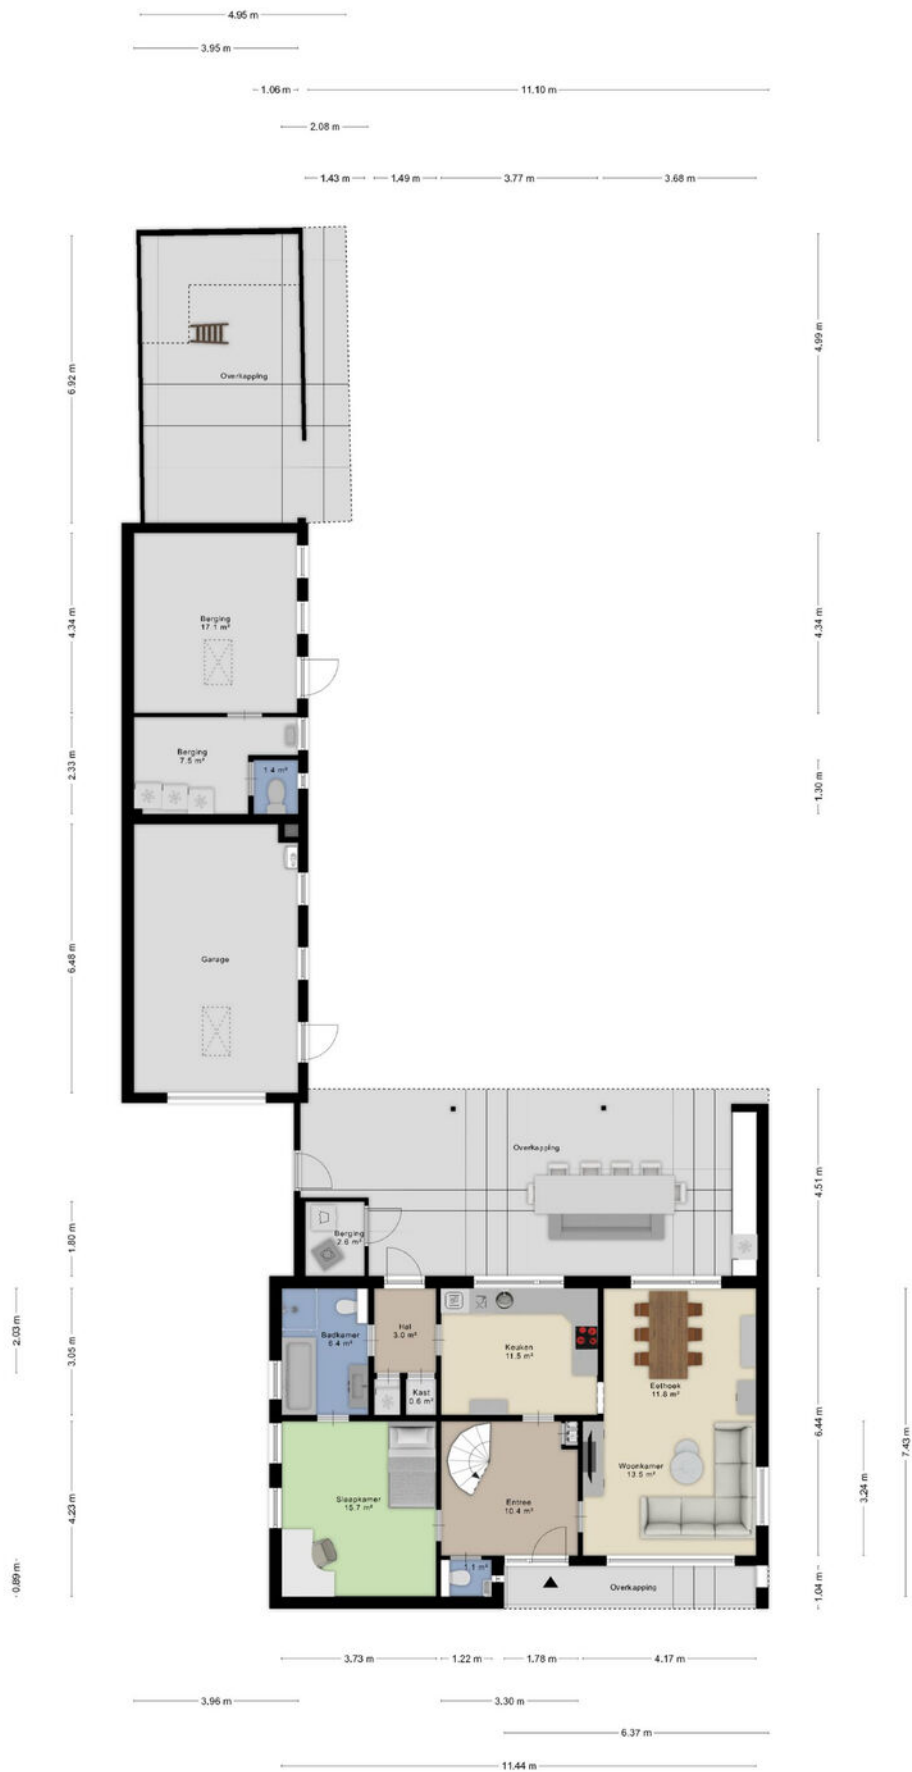 4.95 m
3.95 m
1.06 m
11.10 m
2.08 m
1.43 m
1.49 m
3.77 m
3.68 m
6.92 m
4.99 m
Overkapping
4.34 m
4.34 m
Berging
17.1 m²
2.33 m
Berging
7.5 m²
1.4 m²
1.30 m
6.48 m
Garage
4.51 m
Overkapping
1.80 m
Berging
2.6 m²
2.03 m
3.05 m
Badkamer
6.4 m²
Hal
3.0 m²
Keuken
11.5 m²
Kast
0.6 m²
Eethoek
11.8 m²
6.44 m
7.43 m
4.23 m
Slaapkamer
15.7 m²
Entree
10.4 m²
Woonkamer
13.5 m²
3.24 m
0.89 m
1.1 m²
Overkapping
1.04 m
3.73 m
1.22 m
1.78 m
4.17 m
3.96 m
3.30 m
6.37 m
11.44 m